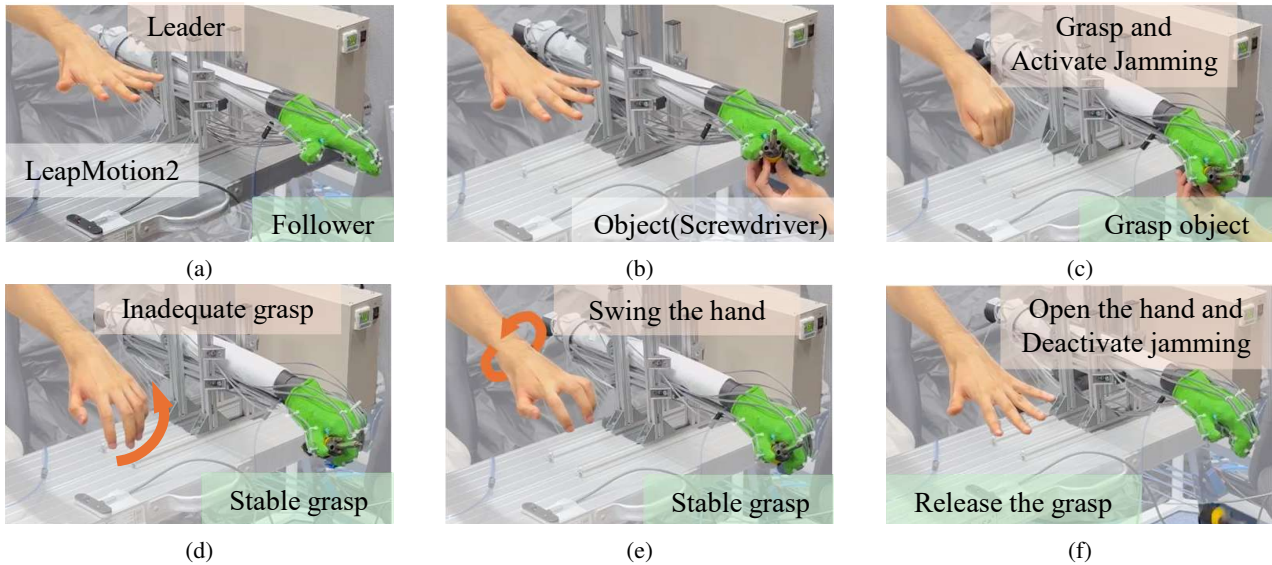 Leader
LeapMotion2
Follower
(a)
Object(Screwdriver)
(b)
Grasp and
Activate Jamming
Grasp object
(c)
Inadequate grasp
Stable grasp
(d)
Swing the hand
Stable grasp
(e)
Open the hand and
Deactivate jamming
Release the grasp
(f)